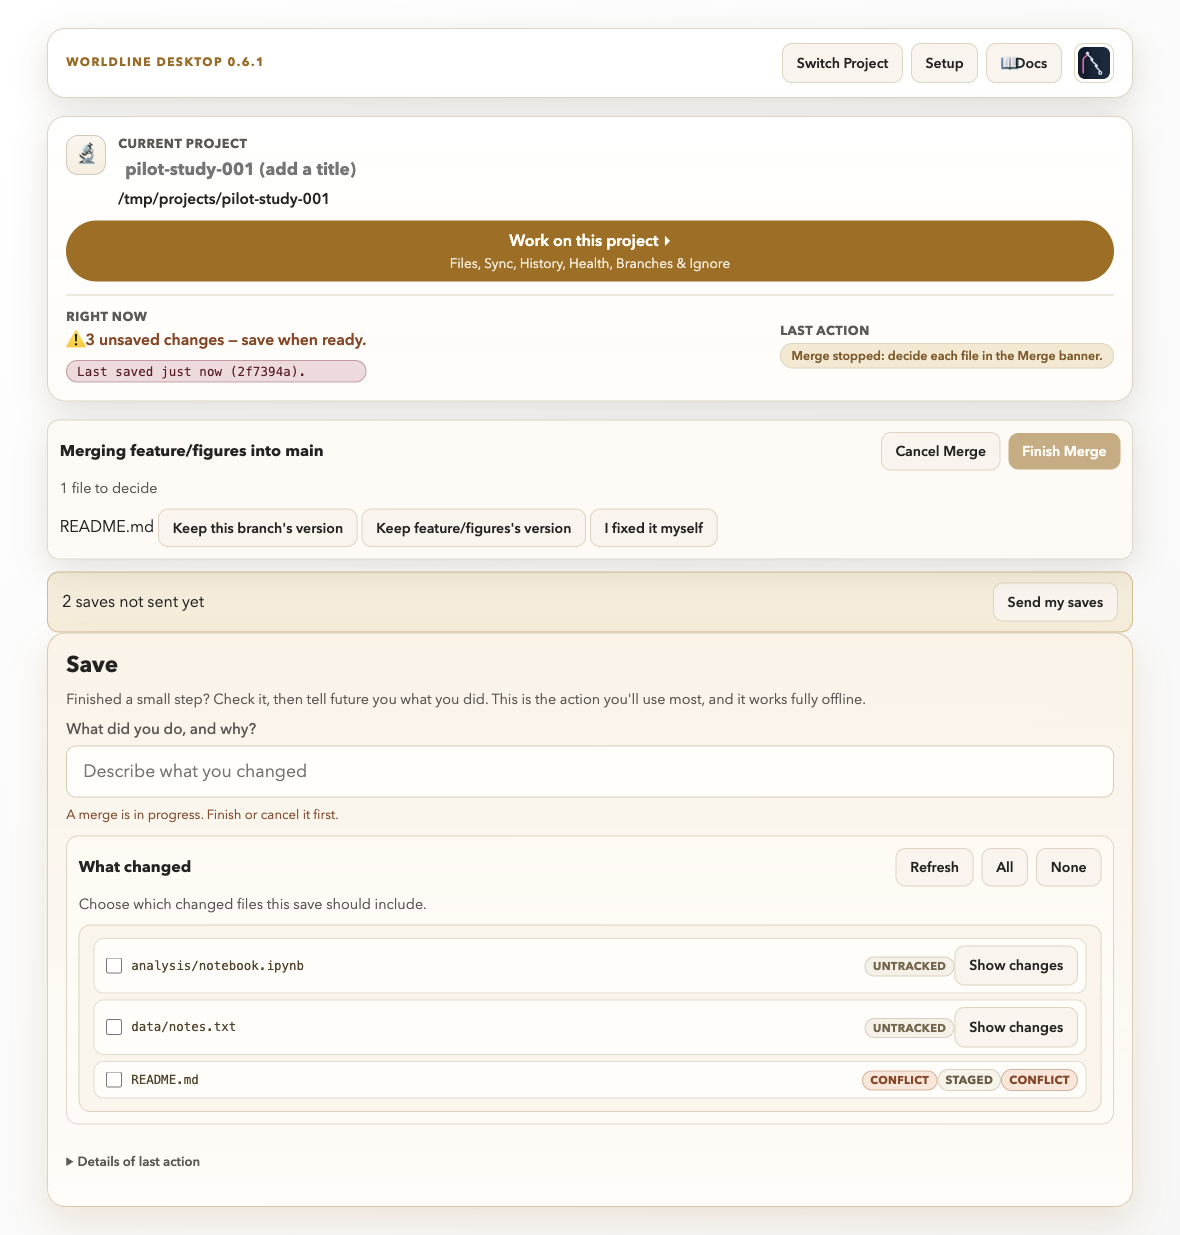 WORLDLINE DESKTOP 0.6.1
Switch Project
Setup
Docs
CURRENT PROJECT
pilot-study-001 (add a title)
/tmp/projects/pilot-study-001
Work on this project
Files, Sync, History, Health, Branches & Ignore
RIGHT NOW
3 unsaved changes – save when ready.
Last saved just now (2f7394a).
LAST ACTION
Merge stopped: decide each file in the Merge banner.
Merging feature/figures into main
Cancel Merge
Finish Merge
1 file to decide
README.md
Keep this branch's version
Keep feature/figures's version
I fixed it myself
2 saves not sent yet
Send my saves
Save
Finished a small step? Check it, then tell future you what you did. This is the action you'll use most, and it works fully offline.
What did you do, and why?
Describe what you changed
A merge is in progress. Finish or cancel it first.
What changed
Refresh
All
None
Choose which changed files this save should include.
analysis/notebook.ipynb
UNTRACKED
Show changes
data/notes.txt
UNTRACKED
Show changes
README.md
CONFLICT
STAGED
CONFLICT
Details of last action